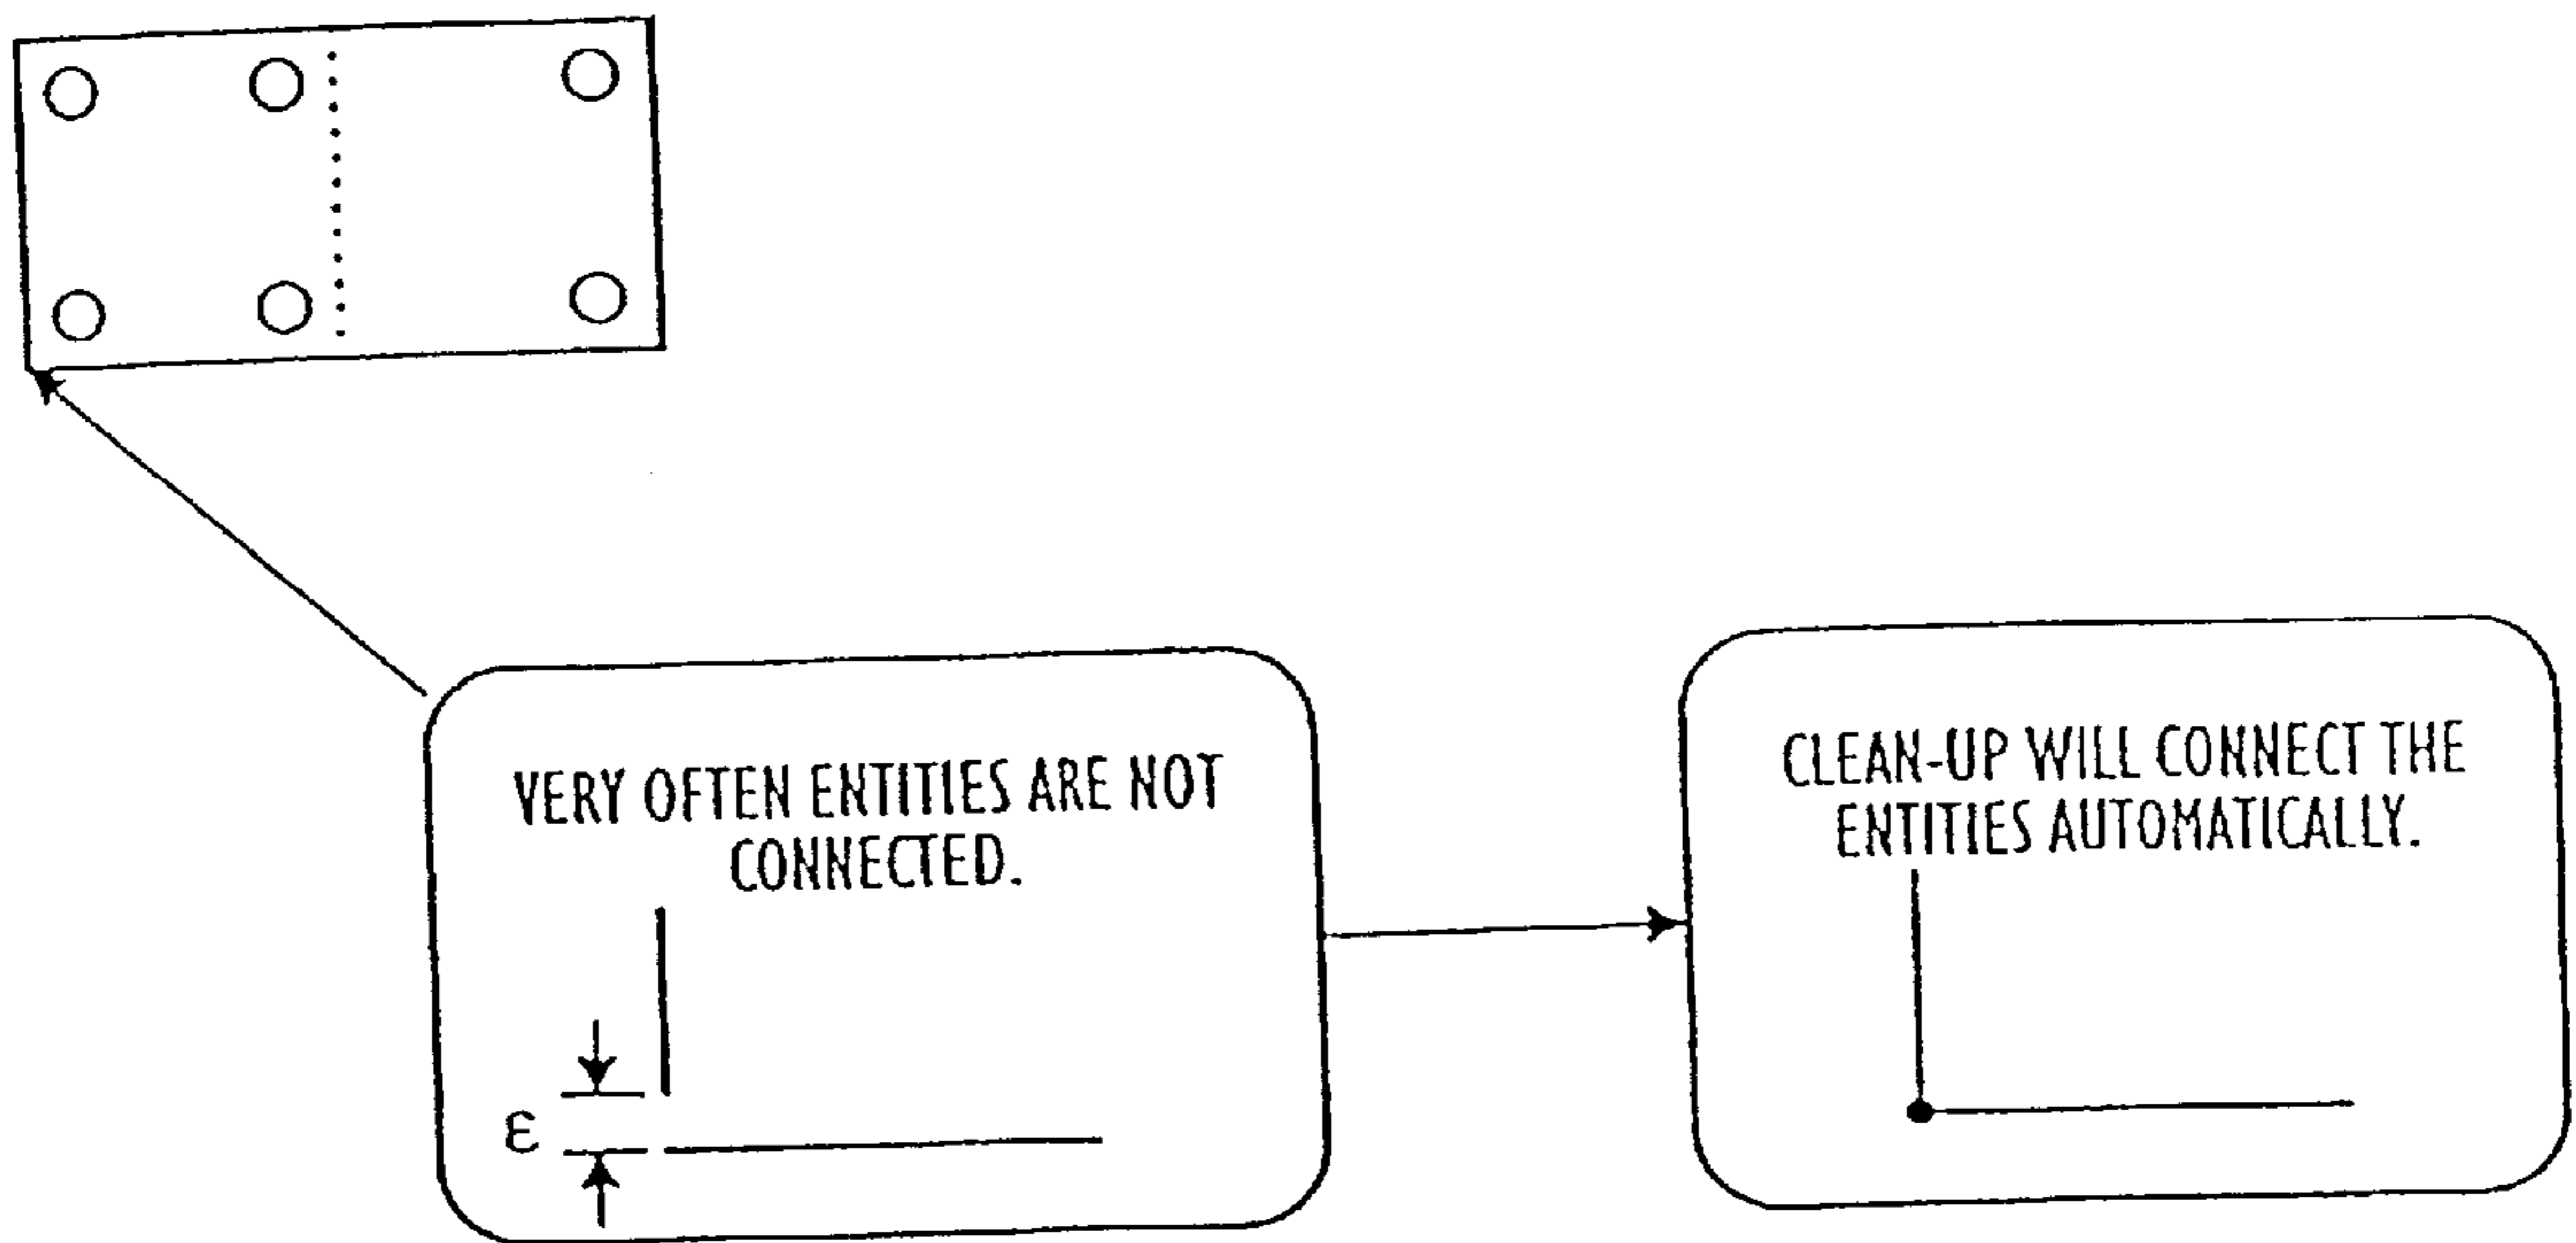 VERY OFTEN ENTITIES ARE NOT
CONNECTED.
ε
CLEAN-UP WILL CONNECT THE
ENTITIES AUTOMATICALLY.